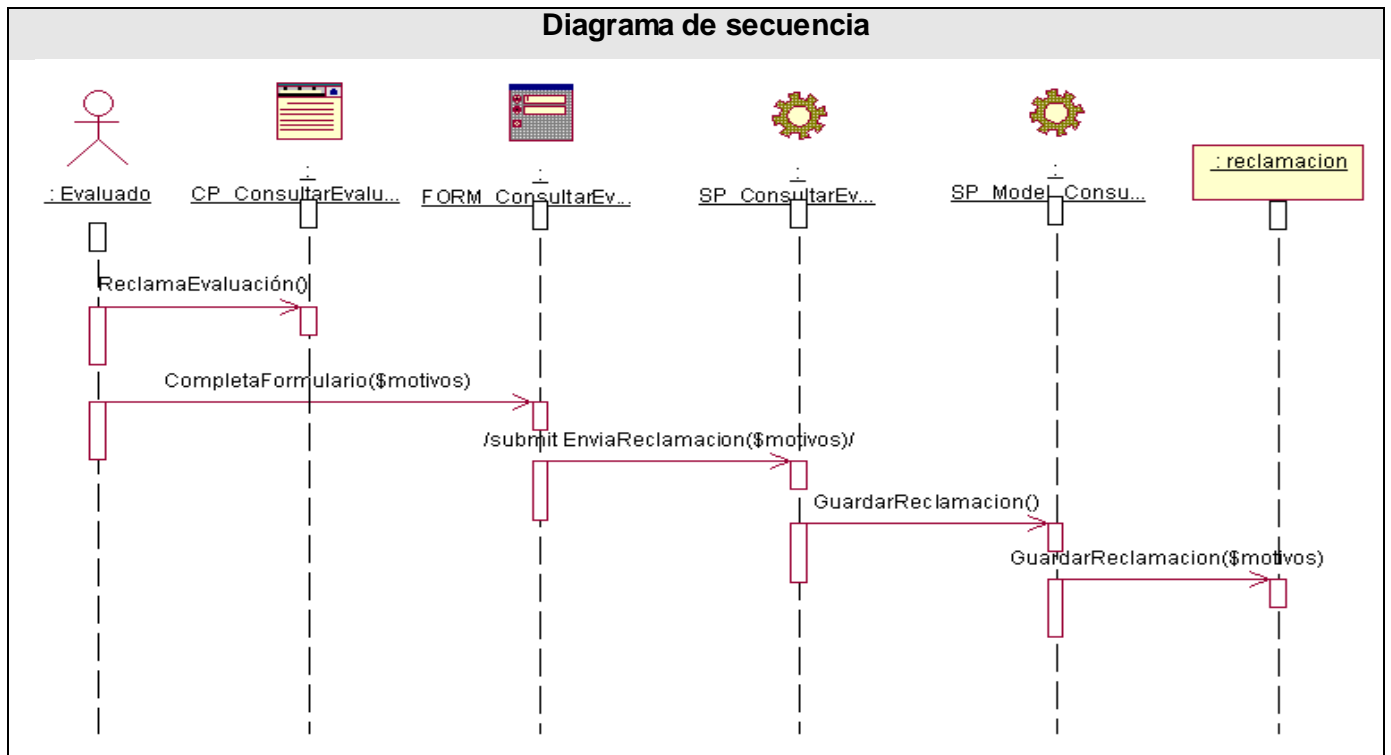 Diagrama de secuencia
: Evaluado
:
CP_ConsultarEvalu...
:
FORM_ConsultarEv...
:
SP_ConsultarEv...
:
SP_Model_Consu...
: reclamacion
ReclamaEvaluación()
CompletaFormulario($motivos)
/submit EnviaReclamacion($motivos)/
GuardarReclamacion()
GuardarReclamacion($motivos)